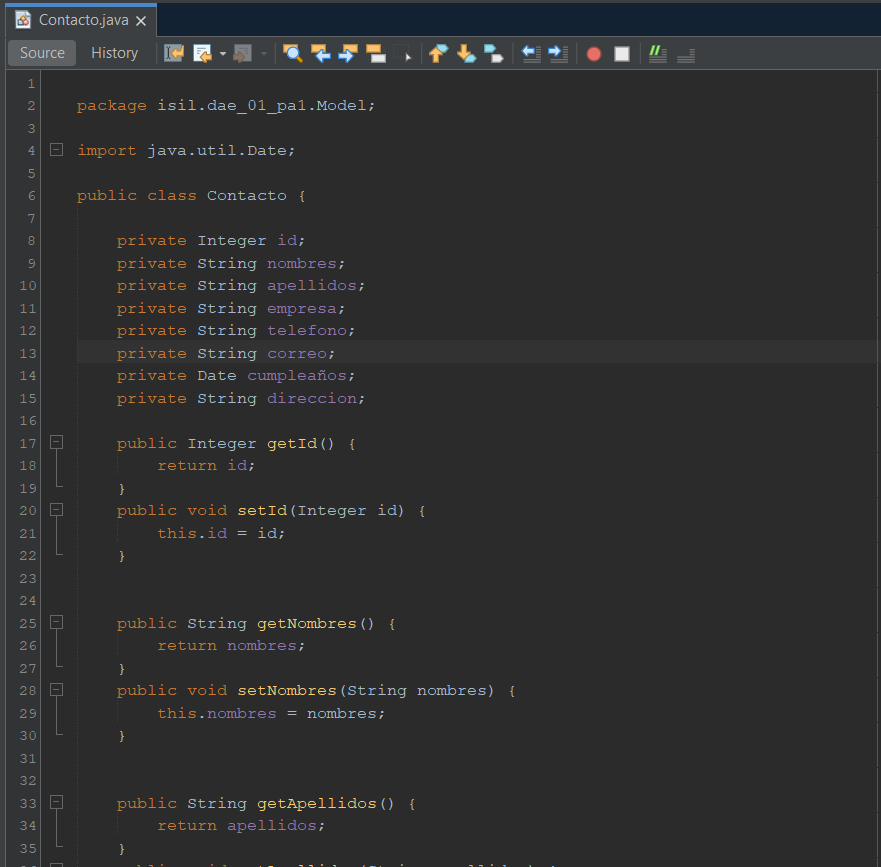 Contacto.java
Source History
1
2 package isil.dae_01_pa1.Model;
3
4 import java.util.Date;
5
6 public class Contacto {
7
8 private Integer id;
9 private String nombres;
10 private String apellidos;
11 private String empresa;
12 private String telefono;
13 private String correo;
14 private Date cumpleaños;
15 private String direccion;
16
17 public Integer getId() {
18 return id;
19 }
20 public void setId(Integer id) {
21 this.id = id;
22 }
23
24
25 public String getNombres() {
26 return nombres;
27 }
28 public void setNombres(String nombres) {
29 this.nombres = nombres;
30 }
31
32
33 public String getApellidos() {
34 return apellidos;
35 }